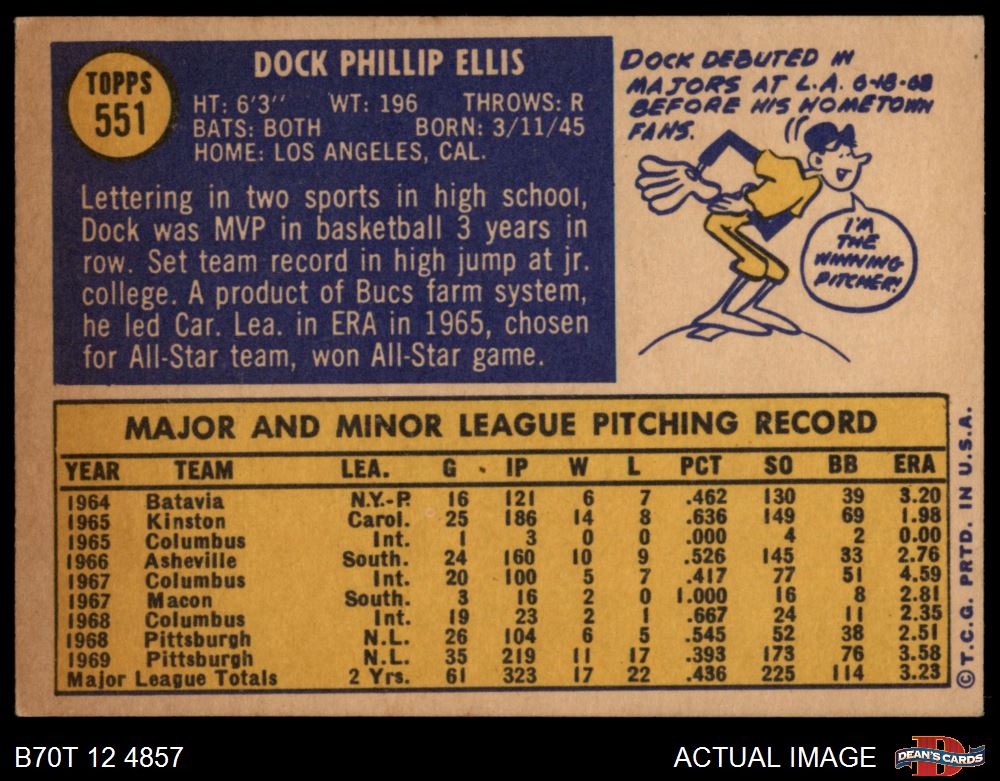 TOPPS
551
DOCK PHILLIP ELLIS
HT: 6'3" WT: 196 THROWS: R
BATS: BOTH BORN: 3/11/45
HOME: LOS ANGELES, CAL.
Lettering in two sports in high school,
Dock was MVP in basketball 3 years in
row. Set team record in high jump at jr.
college. A product of Bucs farm system,
he led Car. Lea. in ERA in 1965, chosen
for All-Star team, won All-Star game.
DOCK DEBUTED IN
MAJORS AT L.A. 6-18-68
BEFORE HIS HOMETOWN
FANS.
I'M
THE
WINNING
PITCHER!
MAJOR AND MINOR LEAGUE PITCHING RECORD
YEAR TEAM LEA. G IP W L PCT SO BB ERA
1964 Batavia N.Y.-P. 16 121 6 7 .462 130 39 3.20
1965 Kinston Carol. 25 186 14 8 .636 149 69 1.98
1965 Columbus Int. 1 3 0 0 .000 4 2 0.00
1966 Asheville South. 24 160 10 9 .526 145 33 2.76
1967 Columbus Int. 20 100 5 7 .417 77 51 4.59
1967 Macon South. 3 16 2 0 1.000 16 8 2.81
1968 Columbus Int. 19 23 2 1 .667 24 11 2.35
1968 Pittsburgh N.L. 26 104 6 5 .545 52 38 2.51
1969 Pittsburgh N.L. 35 219 11 17 .393 173 76 3.58
Major League Totals 2 Yrs. 61 323 17 22 .436 225 114 3.23
© T.C.G. PRTD. IN U.S.A.
B70T 12 4857
ACTUAL IMAGE
D
DEAN'S CARDS